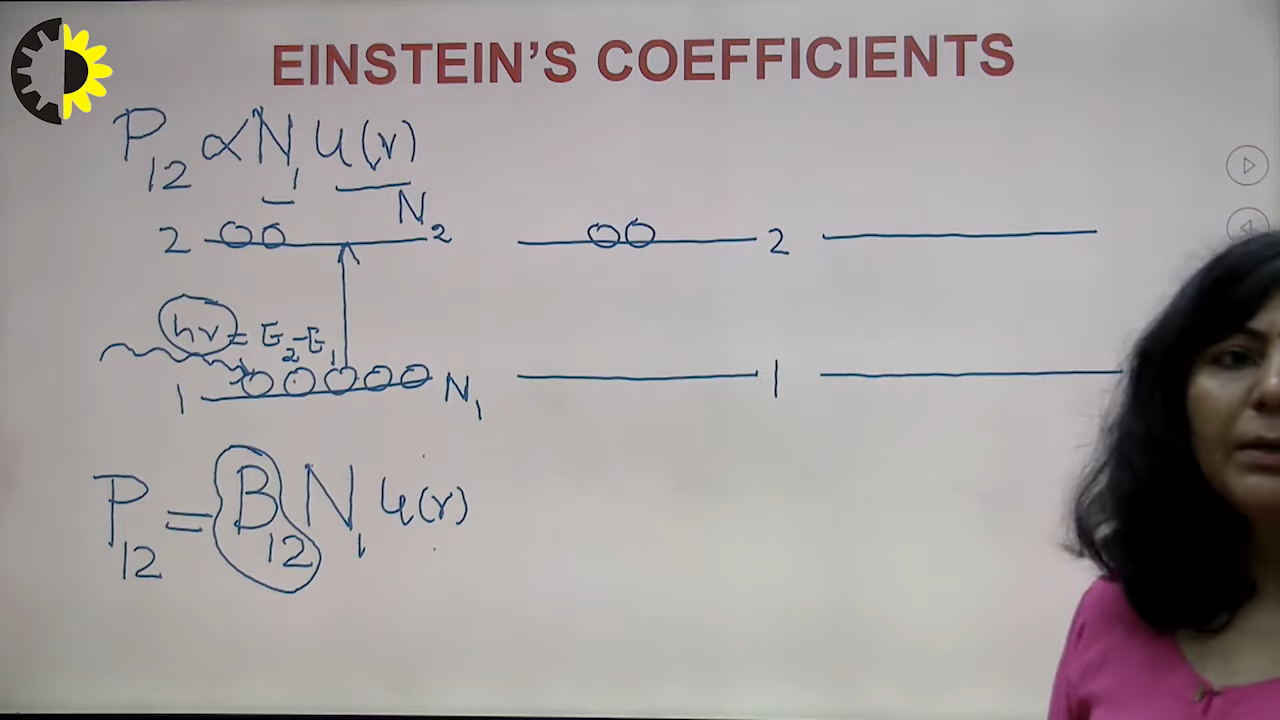 EINSTEIN'S COEFFICIENTS
P₁₂ ∝ N₁ u(ν)
N₂
2
2
hν = E₂-E₁
1
N₁
1
P₁₂ = B₁₂ N₁ u(ν)